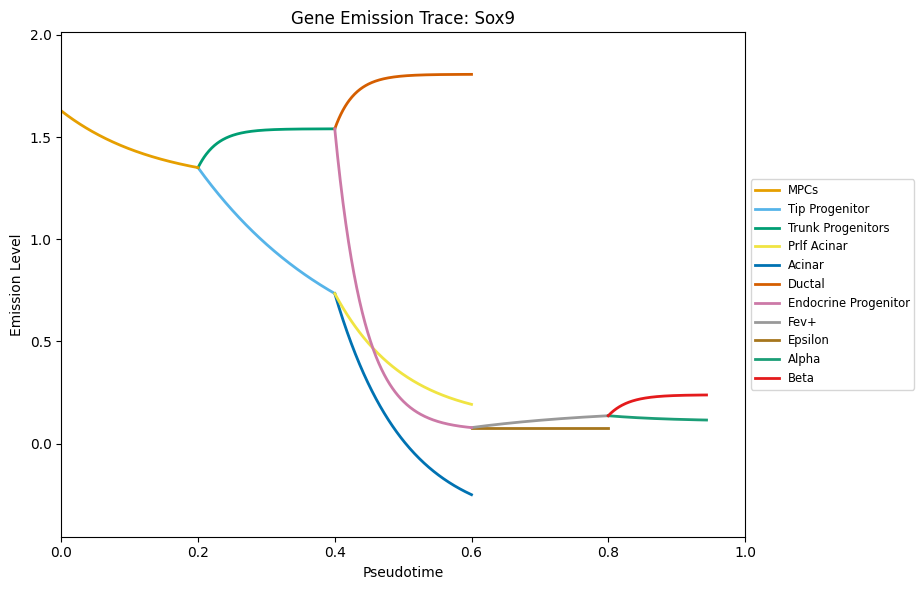 Gene Emission Trace: Sox9
2.0
1.5
1.0
0.5
0.0
Emission Level
0.0 0.2 0.4 0.6 0.8 1.0
Pseudotime
MPCs
Tip Progenitor
Trunk Progenitors
Prlf Acinar
Acinar
Ductal
Endocrine Progenitor
Fev+
Epsilon
Alpha
Beta